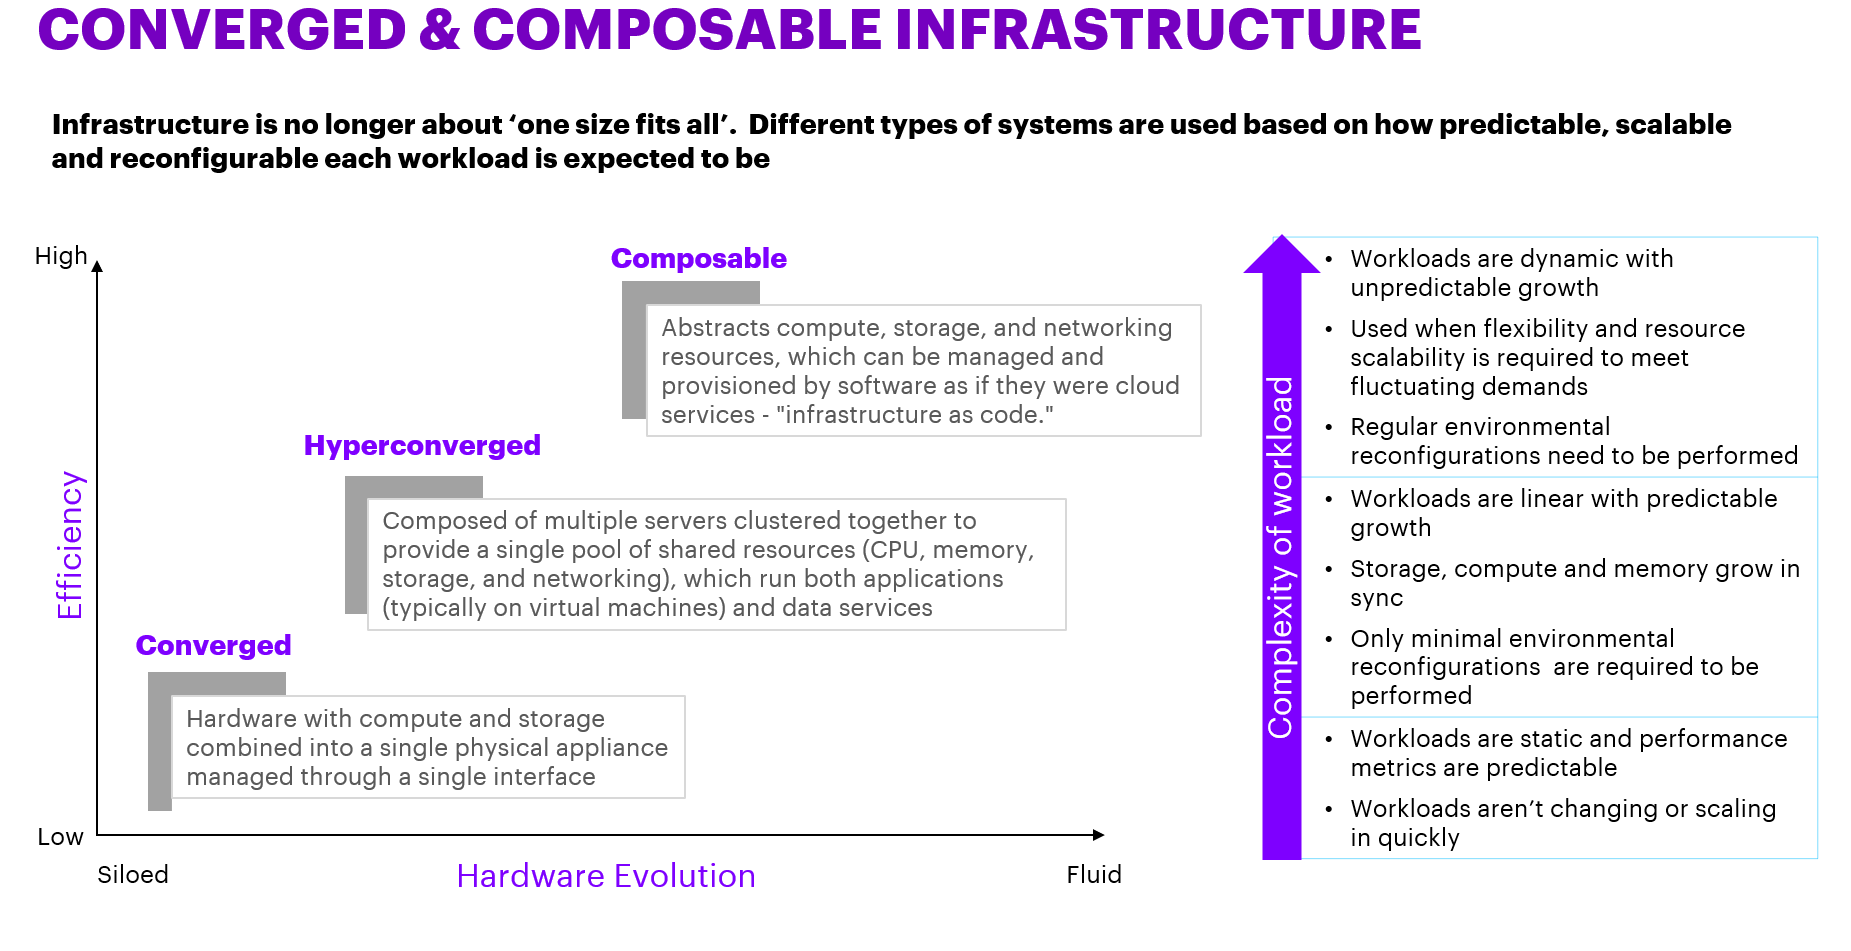 CONVERGED & COMPOSABLE INFRASTRUCTURE
Infrastructure is no longer about ‘one size fits all’.  Different types of systems are used based on how predictable, scalable
and reconfigurable each workload is expected to be
High
Efficiency
Low
Siloed
Hardware Evolution
Fluid
Composable
Abstracts compute, storage, and networking
resources, which can be managed and
provisioned by software as if they were cloud
services - "infrastructure as code."
Hyperconverged
Composed of multiple servers clustered together to
provide a single pool of shared resources (CPU, memory,
storage, and networking), which run both applications
(typically on virtual machines) and data services
Converged
Hardware with compute and storage
combined into a single physical appliance
managed through a single interface
Complexity of workload
• Workloads are dynamic with
unpredictable growth
• Used when flexibility and resource
scalability is required to meet
fluctuating demands
• Regular environmental
reconfigurations need to be performed
• Workloads are linear with predictable
growth
• Storage, compute and memory grow in
sync
• Only minimal environmental
reconfigurations  are required to be
performed
• Workloads are static and performance
metrics are predictable
• Workloads aren’t changing or scaling
in quickly